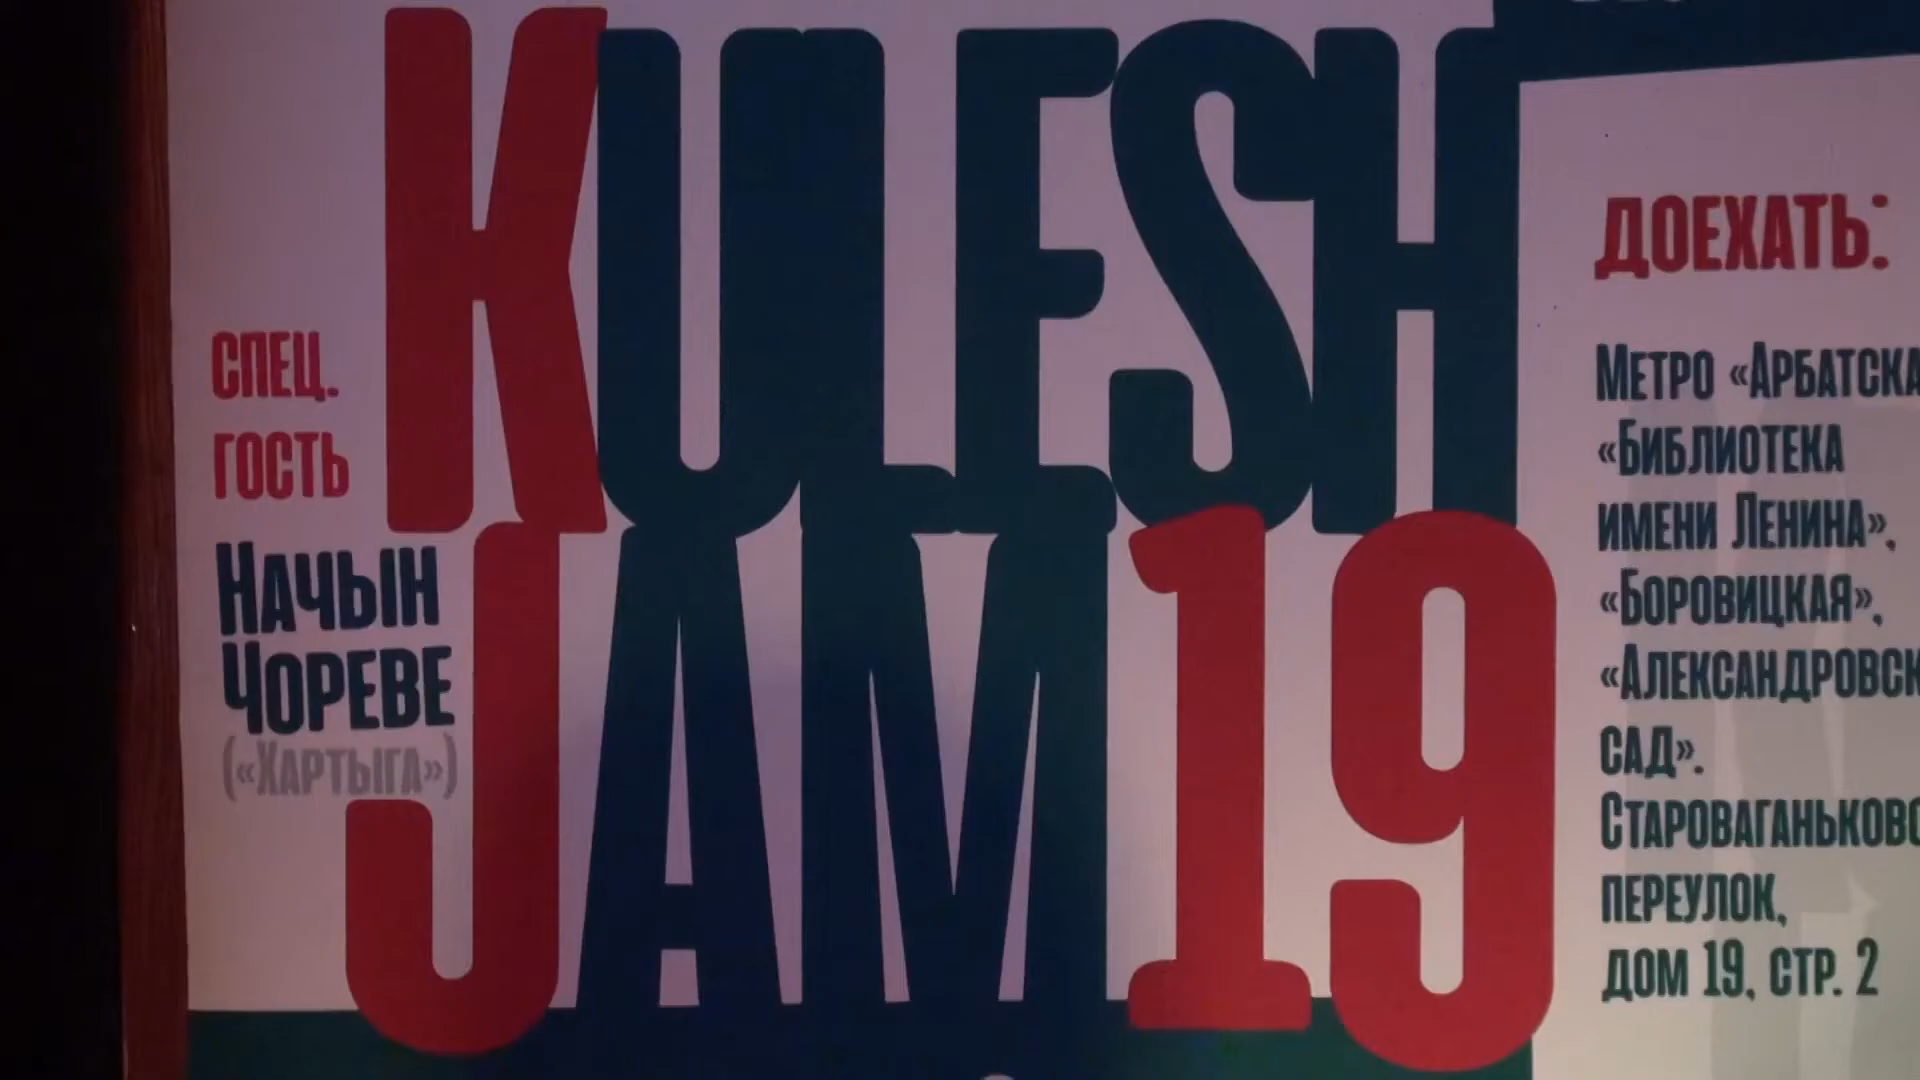 KULESH
JAM 19
СПЕЦ.
ГОСТЬ
НАЧЫН
ЧОРЕВЕ
(«ХАРТЫГА»)
ДОЕХАТЬ:
МЕТРО «АРБАТСКА
«БИБЛИОТЕКА
ИМЕНИ ЛЕНИНА»,
«БОРОВИЦКАЯ»,
«АЛЕКСАНДРОВСК
САД».
СТАРОВАГАНЬКОВС
ПЕРЕУЛОК,
ДОМ 19, СТР. 2